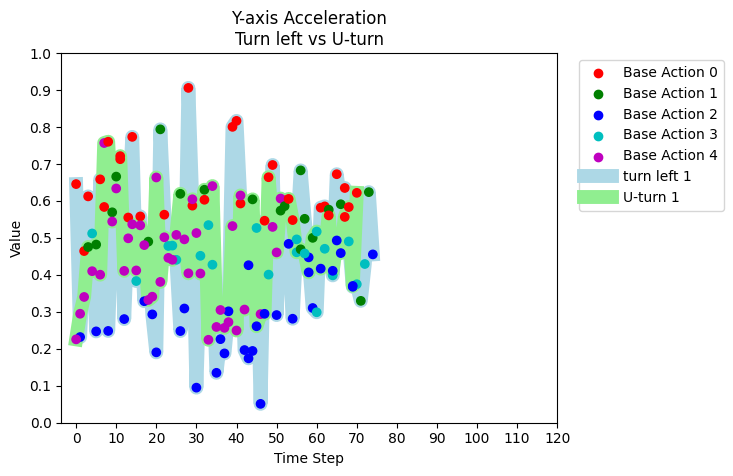 Y-axis Acceleration
Turn left vs U-turn
1.0
0.9
0.8
0.7
0.6
0.5
0.4
0.3
0.2
0.1
0.0
Value
0 10 20 30 40 50 60 70 80 90 100 110 120
Time Step
Base Action 0
Base Action 1
Base Action 2
Base Action 3
Base Action 4
turn left 1
U-turn 1